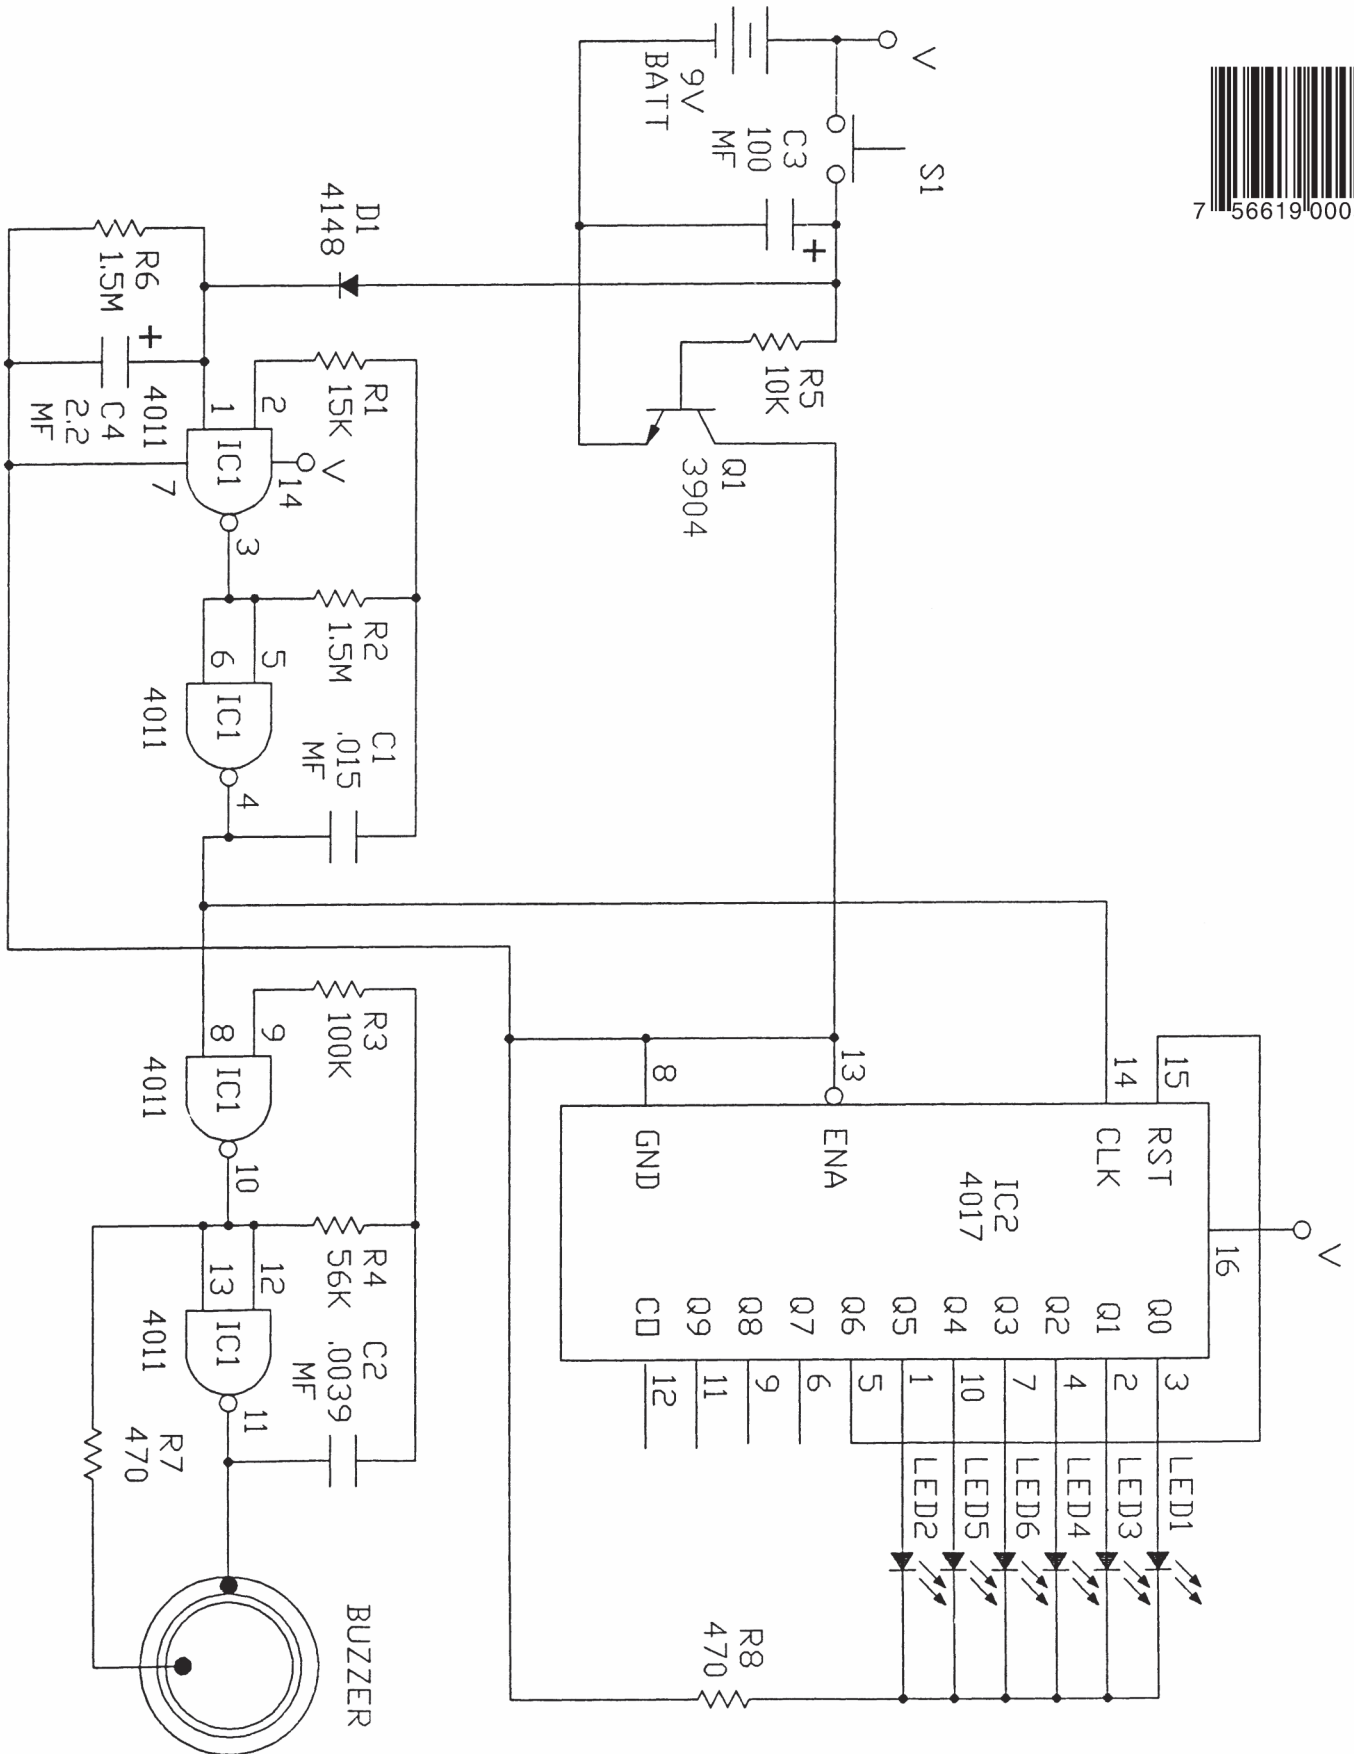 7 56619 000
V
S1
9V
BATT
C3
100
MF
+
D1
4148
R5
10K
Q1
3904
R6
1.5M
+
C4
2.2
MF
4011
1
2
IC1
7
14
V
3
R1
15K
R2
1.5M
6
5
IC1
4011
4
C1
.015
MF
8
9
IC1
4011
10
R3
100K
R4
56K
13
12
IC1
4011
11
C2
.0039
MF
R7
470
BUZZER
15
14
13
8
RST
CLK
ENA
GND
IC2
4017
16
V
Q0
Q1
Q2
Q3
Q4
Q5
Q6
Q7
Q8
Q9
CO
3
2
4
7
10
1
5
6
9
11
12
LED1
LED3
LED4
LED6
LED5
LED2
R8
470